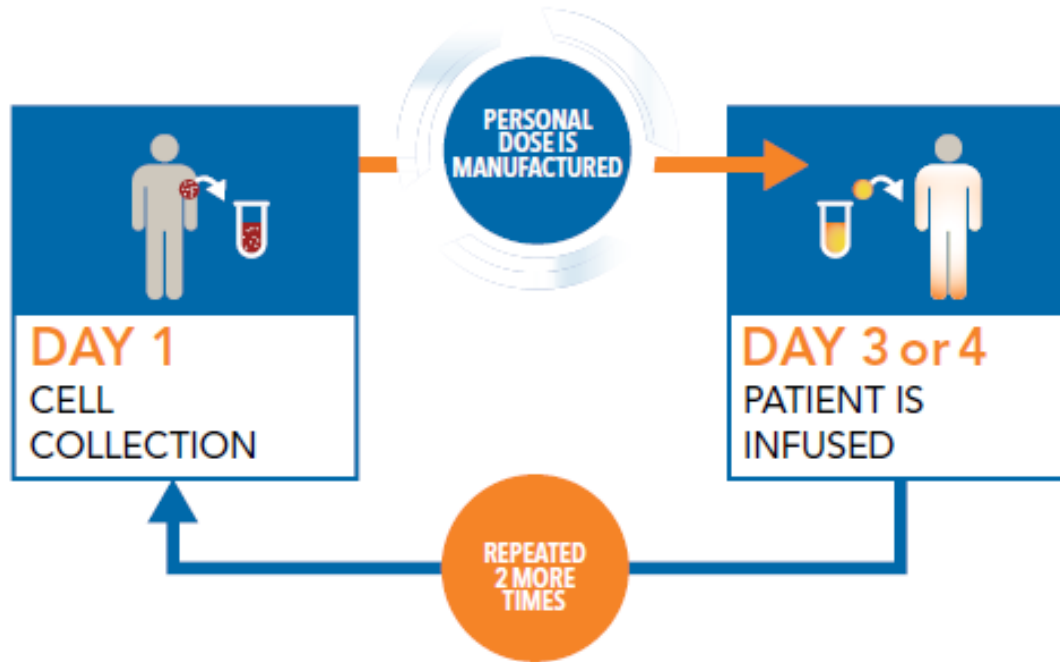 PERSONAL
DOSE IS
MANUFACTURED
DAY 1
CELL
COLLECTION
DAY 3 or 4
PATIENT IS
INFUSED
REPEATED
2 MORE
TIMES